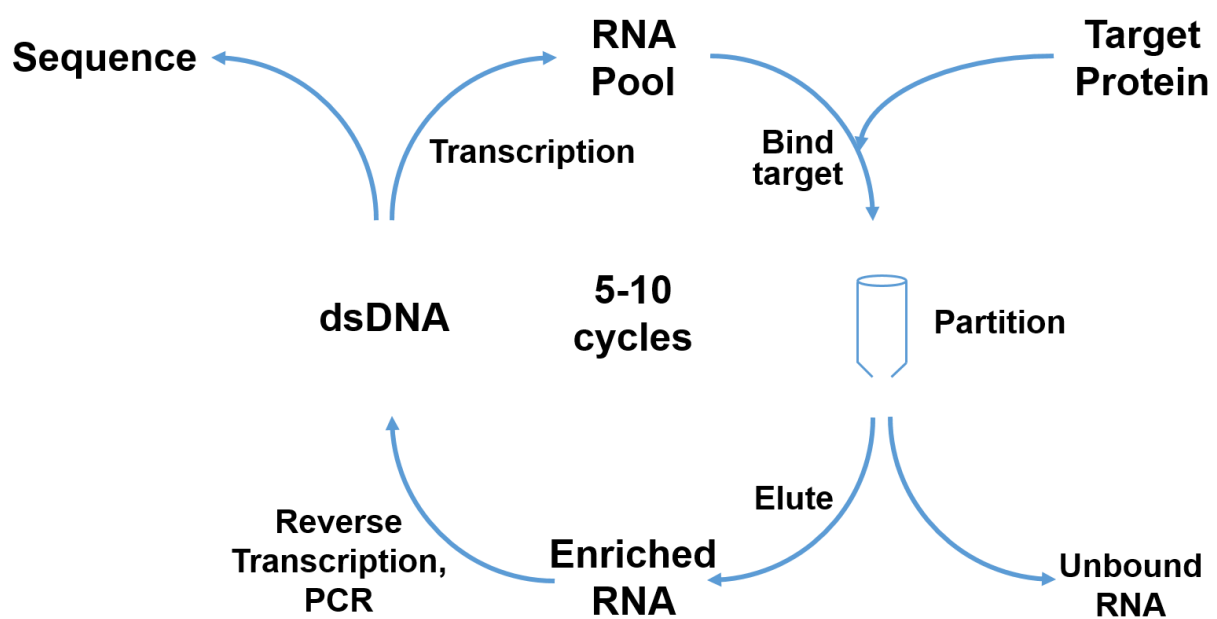 Sequence
RNA
Pool
Target
Protein
Transcription
Bind
target
dsDNA
5-10
cycles
Partition
Elute
Reverse
Transcription,
PCR
Enriched
RNA
Unbound
RNA